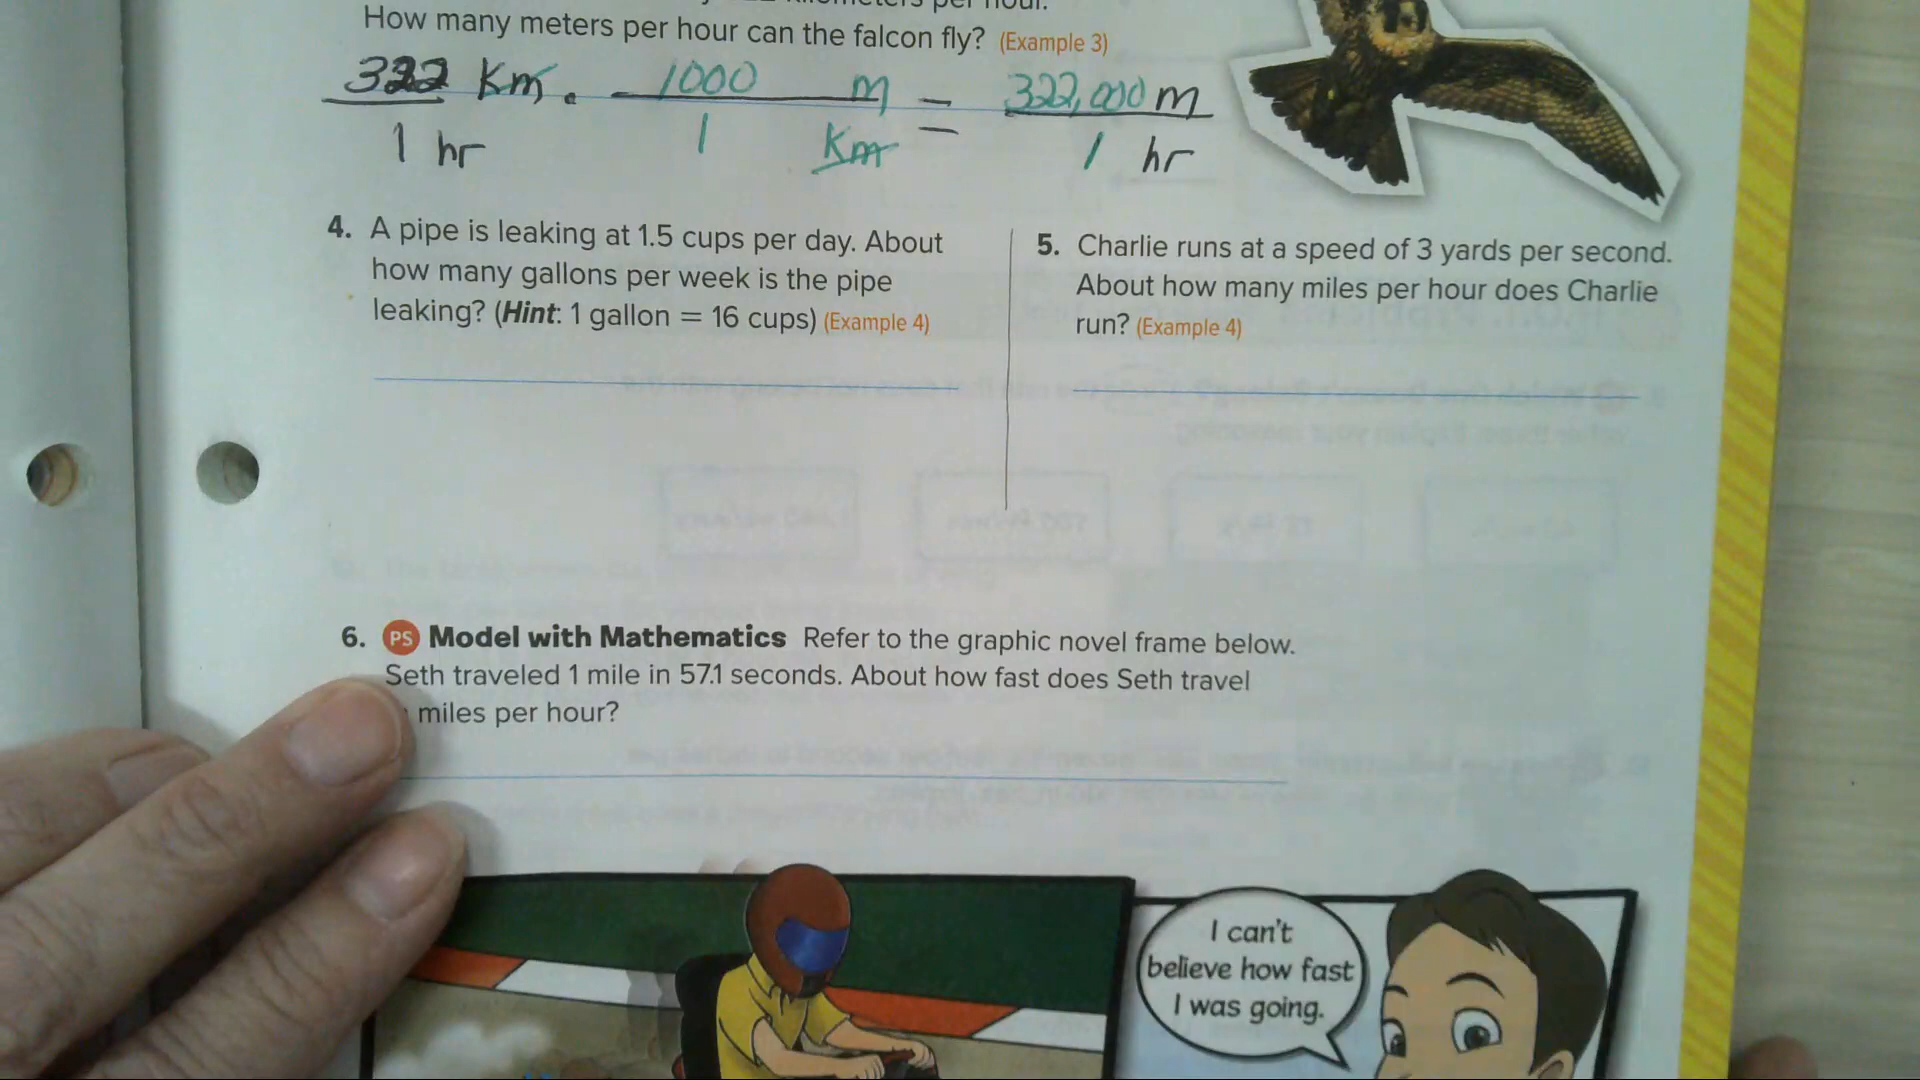 How many meters per hour can the falcon fly? (Example 3)
322 Km . 1000 m = 322,000 m
1 hr 1 Km 1 hr
4. A pipe is leaking at 1.5 cups per day. About
how many gallons per week is the pipe
leaking? (Hint: 1 gallon = 16 cups) (Example 4)
5. Charlie runs at a speed of 3 yards per second.
About how many miles per hour does Charlie
run? (Example 4)
6. PS Model with Mathematics Refer to the graphic novel frame below.
Seth traveled 1 mile in 57.1 seconds. About how fast does Seth travel
miles per hour?
I can't
believe how fast
I was going.